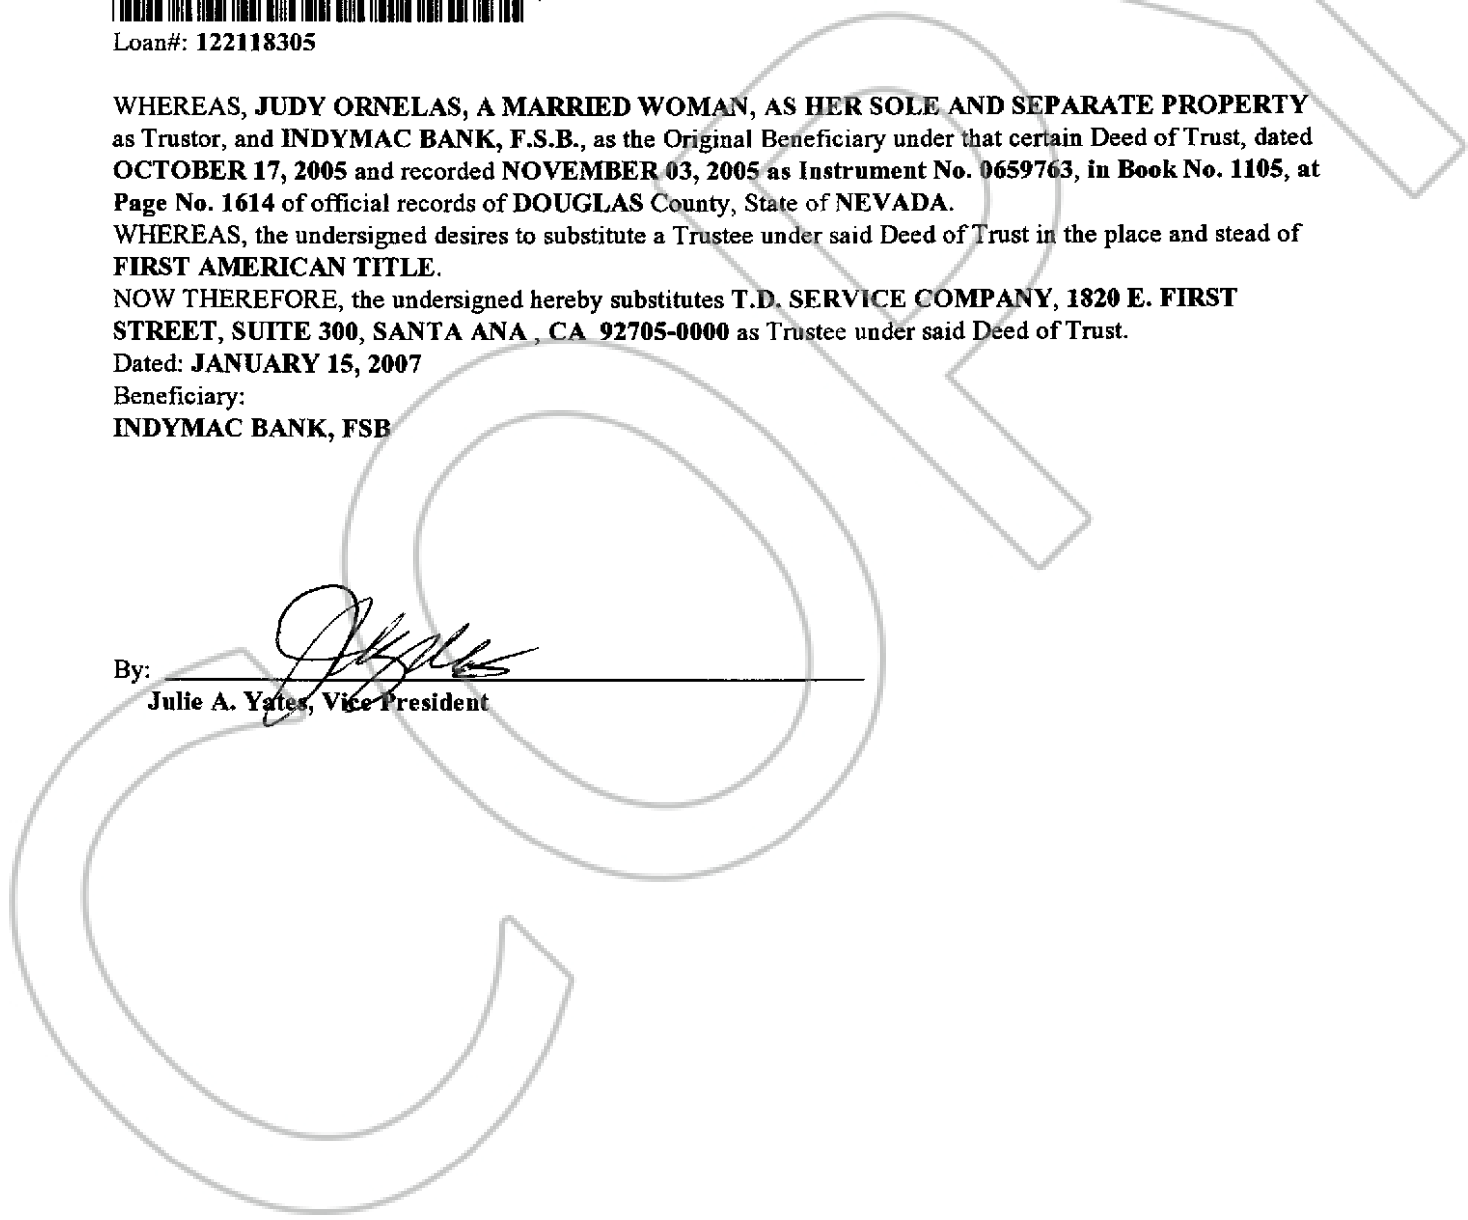 Loan#: 122118305
WHEREAS, JUDY ORNELAS, A MARRIED WOMAN, AS HER SOLE AND SEPARATE PROPERTY
as Trustor, and INDYMAC BANK, F.S.B., as the Original Beneficiary under that certain Deed of Trust, dated
OCTOBER 17, 2005 and recorded NOVEMBER 03, 2005 as Instrument No. 0659763, in Book No. 1105, at
Page No. 1614 of official records of DOUGLAS County, State of NEVADA.
WHEREAS, the undersigned desires to substitute a Trustee under said Deed of Trust in the place and stead of
FIRST AMERICAN TITLE.
NOW THEREFORE, the undersigned hereby substitutes T.D. SERVICE COMPANY, 1820 E. FIRST
STREET, SUITE 300, SANTA ANA , CA 92705-0000 as Trustee under said Deed of Trust.
Dated: JANUARY 15, 2007
Beneficiary:
INDYMAC BANK, FSB
By:
Julie A. Yates, Vice President
COPY